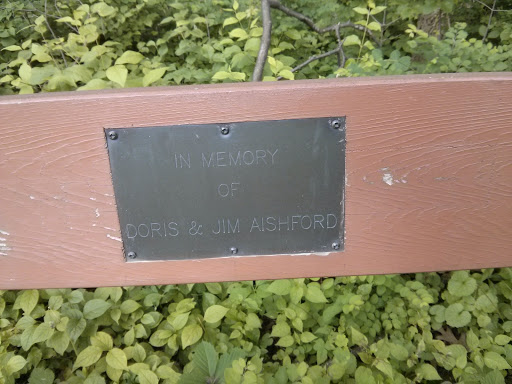 IN MEMORY
OF
DORIS & JIM AISHFORD